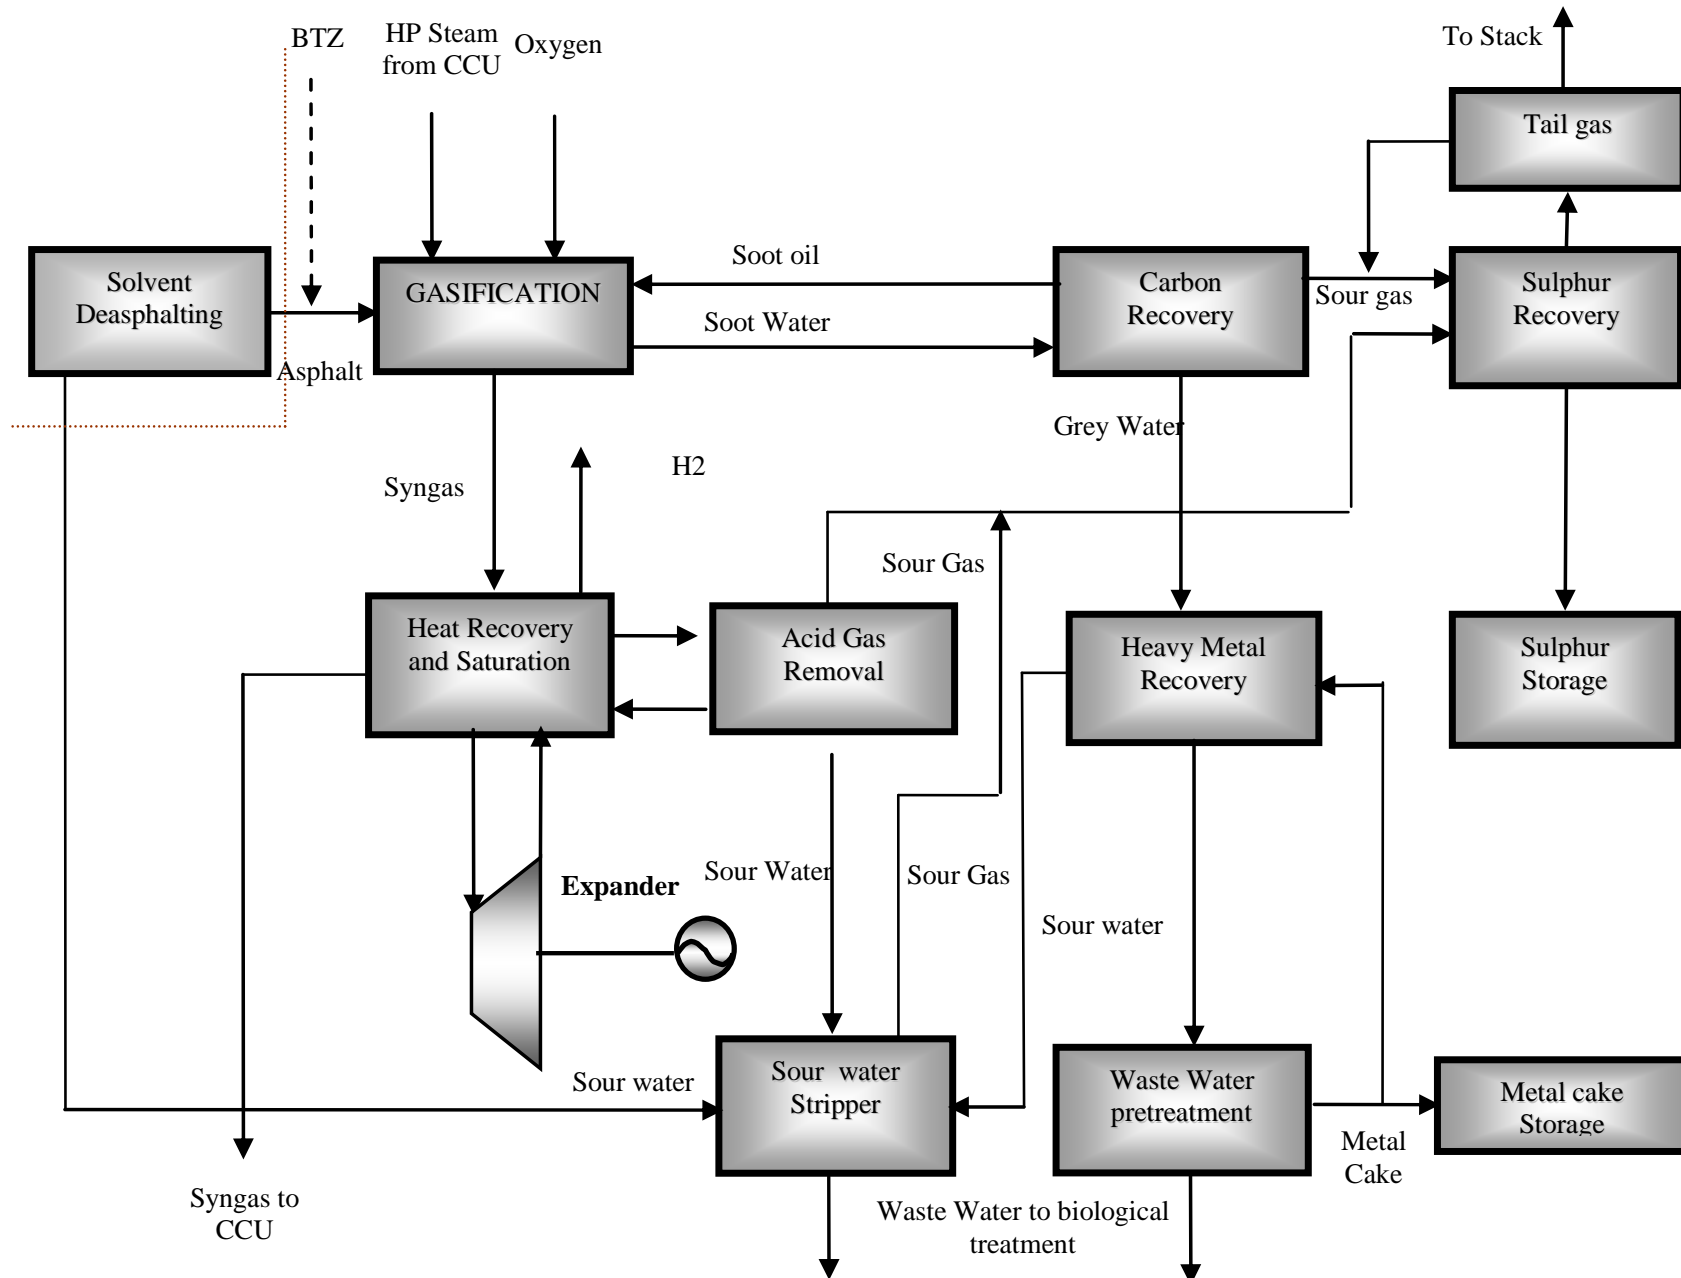 BTZ
HP Steam
from CCU
Oxygen
To Stack
Tail gas
Solvent
Deasphalting
GASIFICATION
Soot oil
Soot Water
Carbon
Recovery
Sour gas
Sulphur
Recovery
Asphalt
Grey Water
Syngas
H2
Sour Gas
Heat Recovery
and Saturation
Acid Gas
Removal
Heavy Metal
Recovery
Sulphur
Storage
Expander
Sour Water
Sour Gas
Sour water
Sour water
Sour water
Stripper
Waste Water
pretreatment
Metal cake
Storage
Metal
Cake
Syngas to
CCU
Waste Water to biological
treatment